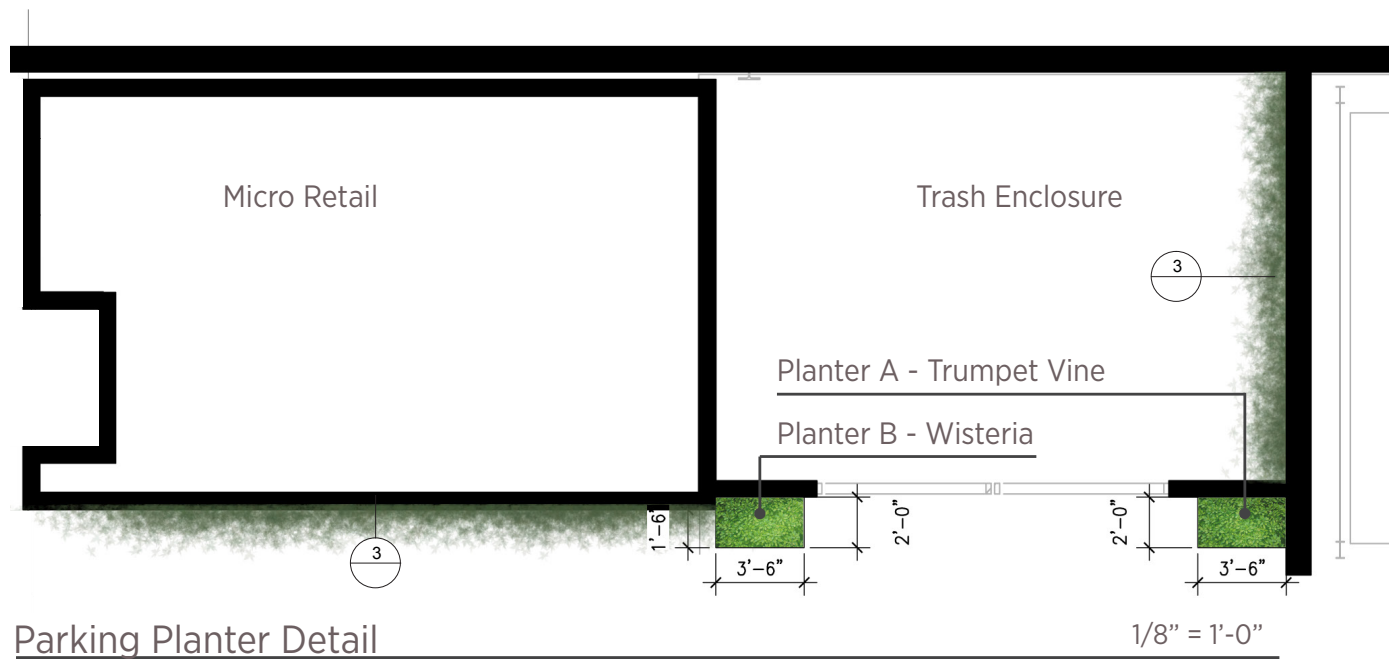 Micro Retail
Trash Enclosure
3
Planter A - Trumpet Vine
Planter B - Wisteria
1’-6”
2’-0”
2’-0”
3
3’-6”
3’-6”
Parking Planter Detail
1/8” = 1’-0”